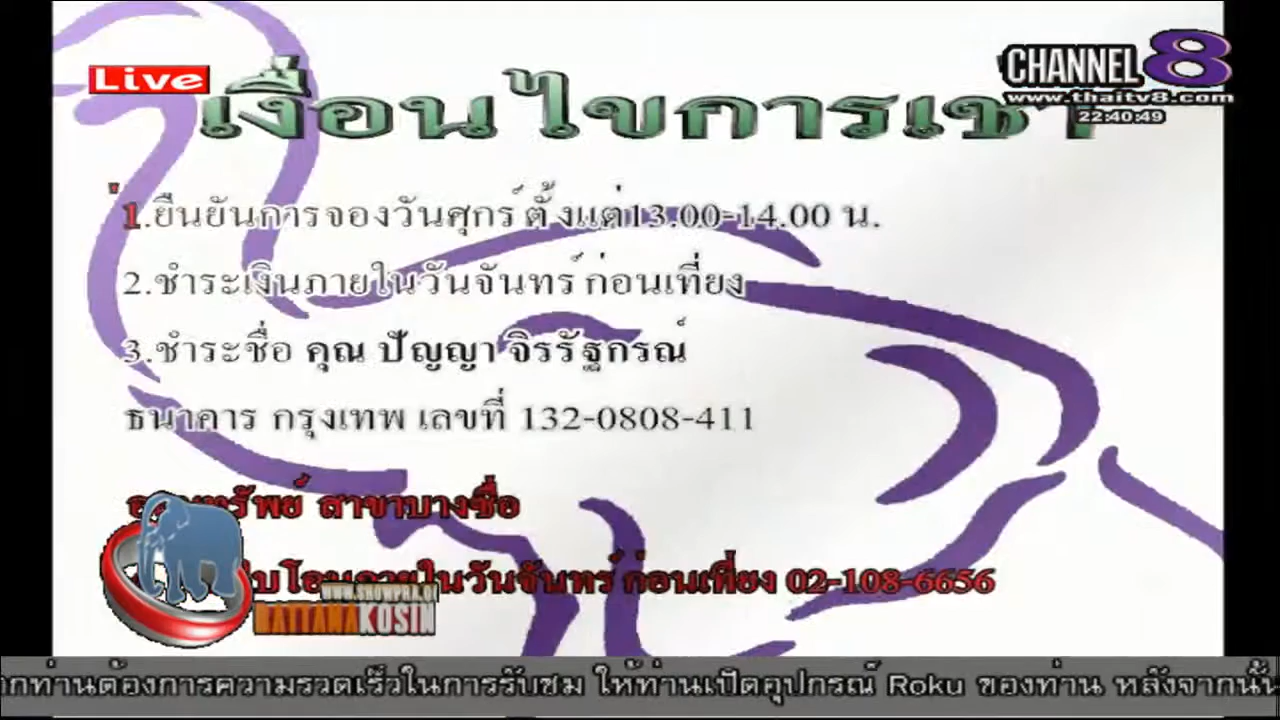 Live
CHANNEL 8
www.thaitv8.com
22:40:49
เงื่อนไขการเช่า
1.ยืนยันการจองวันศุกร์ ตั้งแต่13.00-14.00 น.
2.ชำระเงินภายในวันจันทร์ ก่อนเที่ยง
3.ชำระชื่อ คุณ ปัญญา จิรรัฐกรณ์
ธนาคาร กรุงเทพ เลขที่ 132-0808-411
สาขาบางซื่อ
โอนภายในวันจันทร์ ก่อนเที่ยง 02-108-6656
RATTANAKOSIN
ท่านต้องการความรวดเร็วในการรับชม ให้ท่านเปิดอุปกรณ์ Roku ของท่าน หลังจากนั้น